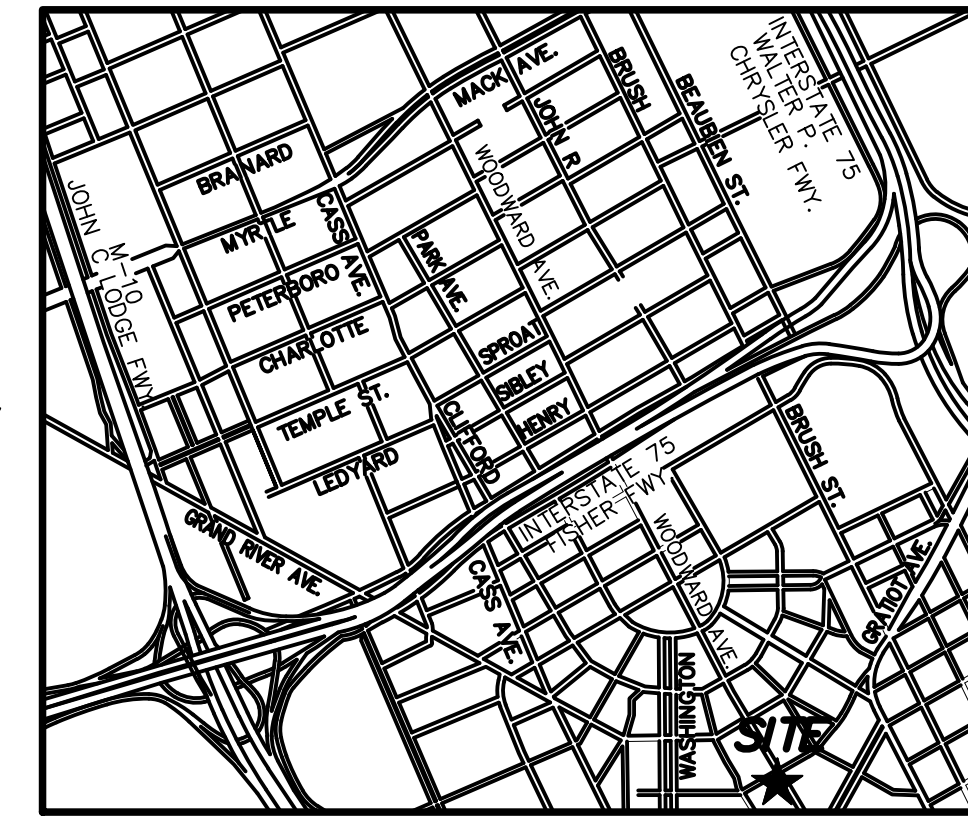 MACK AVE.
BRUSH
BEAUBIEN ST.
INTERSTATE 75
WALTER P.
CHRYSLER FWY.
JOHN R
WOODWARD AVE.
BRAINARD
MYRTLE
CASS AVE.
PARK AVE.
PETERBORO
CHARLOTTE
TEMPLE ST.
LEDYARD
CLIFFORD
SPROAT
SIBLEY
HENRY
M-10
JOHN C LODGE FWY
GRAND RIVER AVE.
INTERSTATE 75
FISHER FWY
BRUSH ST.
GRATIOT AVE.
WOODWARD AVE.
CASS AVE.
WASHINGTON
SITE